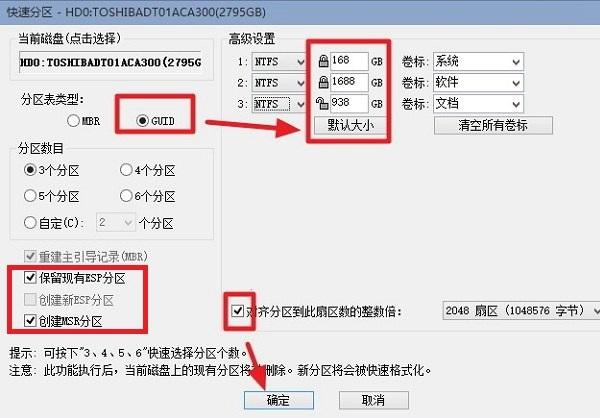 快速分区 - HD0:TOSHIBADT01ACA300(2795GB)
当前磁盘(点击选择)
HD0:TOSHIBADT01ACA300(2795G
分区表类型:
MBR
GUID
分区数目
3个分区
4个分区
5个分区
6个分区
自定(C):
2
个分区
重建主引导记录(MBR)
保留现有ESP分区
创建新ESP分区
创建MSR分区
高级设置
1: NTFS 168 GB 卷标: 系统
2: NTFS 1688 GB 卷标: 软件
3: NTFS 938 GB 卷标: 文档
默认大小
清空所有卷标
对齐分区到此扇区数的整数倍:
2048 扇区 (1048576 字节)
提示: 可按下"3、4、5、6"快速选择分区个数。
注意: 此功能执行后，当前磁盘上的现有分区将 删除。新分区将会被快速格式化。
确定
取消